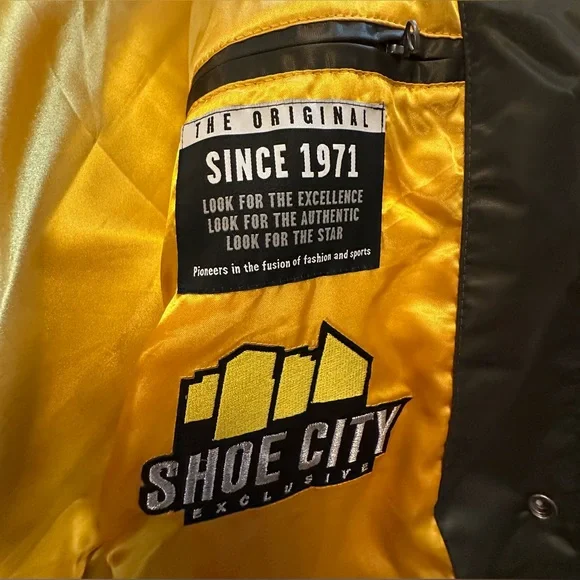 THE ORIGINAL
SINCE 1971
LOOK FOR THE EXCELLENCE
LOOK FOR THE AUTHENTIC
LOOK FOR THE STAR
Pioneers in the fusion of fashion and sports
SHOE CITY
EXCLUSIVE